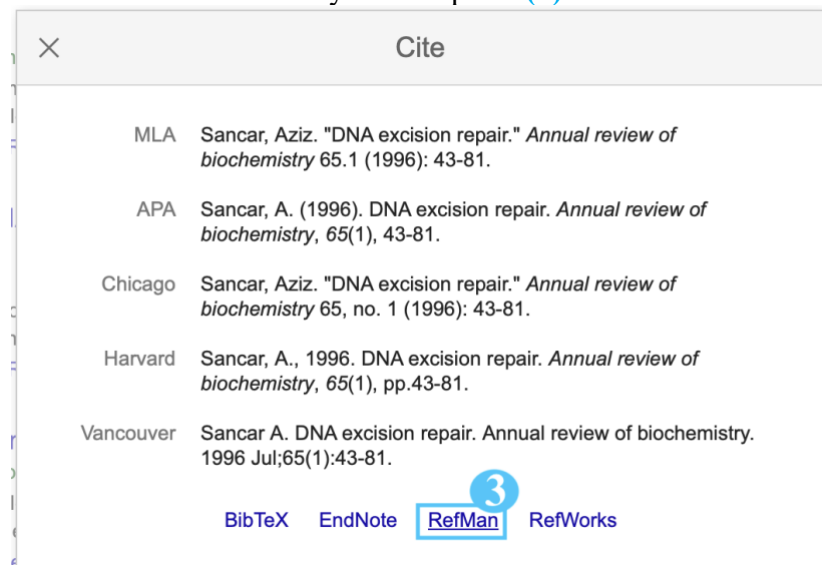 Cite
MLA Sancar, Aziz. "DNA excision repair." Annual review of
biochemistry 65.1 (1996): 43-81.
APA Sancar, A. (1996). DNA excision repair. Annual review of
biochemistry, 65(1), 43-81.
Chicago Sancar, Aziz. "DNA excision repair." Annual review of
biochemistry 65, no. 1 (1996): 43-81.
Harvard Sancar, A., 1996. DNA excision repair. Annual review of
biochemistry, 65(1), pp.43-81.
Vancouver Sancar A. DNA excision repair. Annual review of biochemistry.
1996 Jul;65(1):43-81.
3
BibTeX EndNote RefMan RefWorks